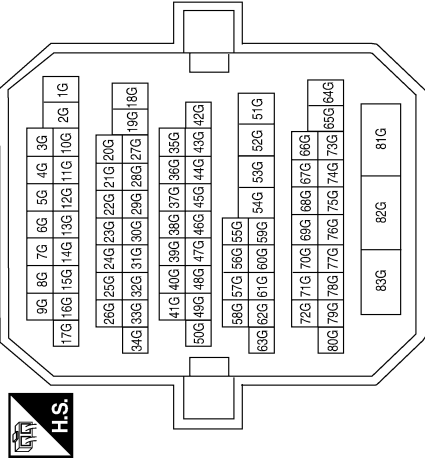 9G 8G 7G 6G 5G 4G 3G
17G 16G 15G 14G 13G 12G 11G 10G 2G 1G
26G 25G 24G 23G 22G 21G 20G
34G 33G 32G 31G 30G 29G 28G 27G 19G 18G
41G 40G 39G 38G 37G 36G 35G
50G 49G 48G 47G 46G 45G 44G 43G 42G
58G 57G 56G 55G
63G 62G 61G 60G 59G 54G 53G 52G 51G
72G 71G 70G 69G 68G 67G 66G
80G 79G 78G 77G 76G 75G 74G 73G 65G 64G
83G 82G 81G
H.S.